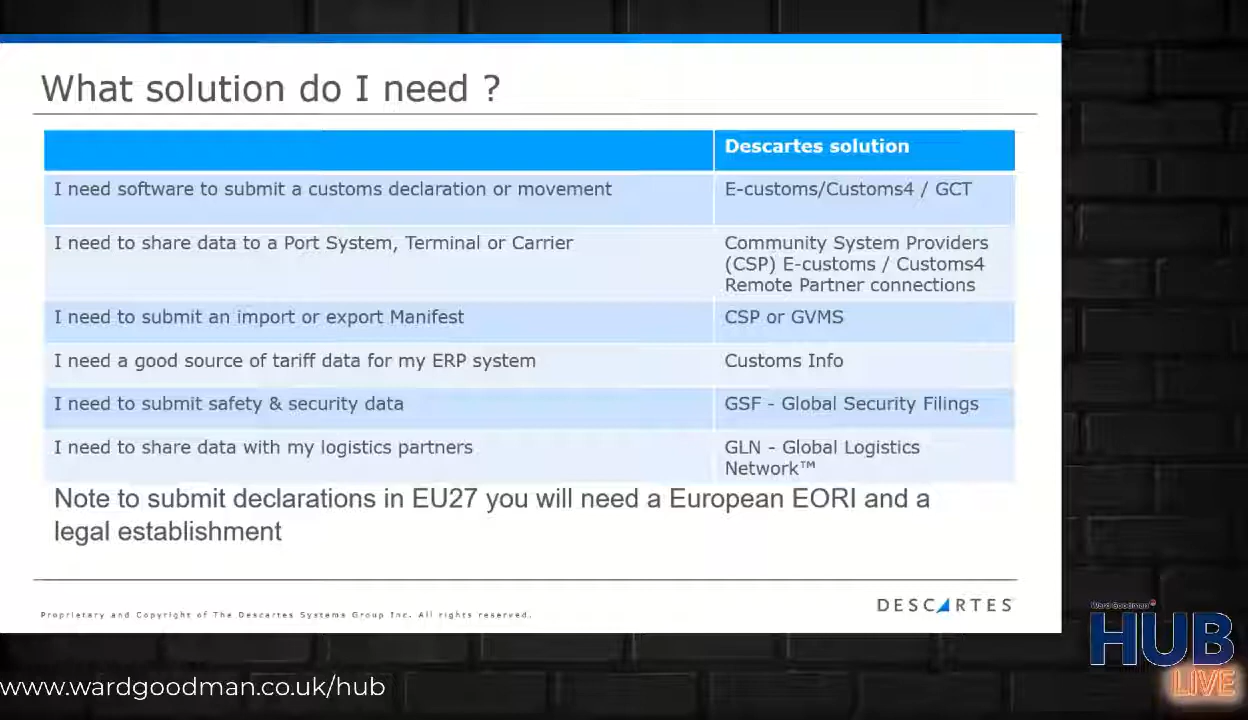 What solution do I need ?
Descartes solution
I need software to submit a customs declaration or movement
E-customs/Customs4 / GCT
I need to share data to a Port System, Terminal or Carrier
Community System Providers
(CSP) E-customs / Customs4
Remote Partner connections
I need to submit an import or export Manifest
CSP or GVMS
I need a good source of tariff data for my ERP system
Customs Info
I need to submit safety & security data
GSF - Global Security Filings
I need to share data with my logistics partners
GLN - Global Logistics
Network™
Note to submit declarations in EU27 you will need a European EORI and a
legal establishment
Proprietary and Copyright of The Descartes Systems Group Inc. All rights reserved.
DESCARTES
Ward Goodman
HUB
LIVE
www.wardgoodman.co.uk/hub